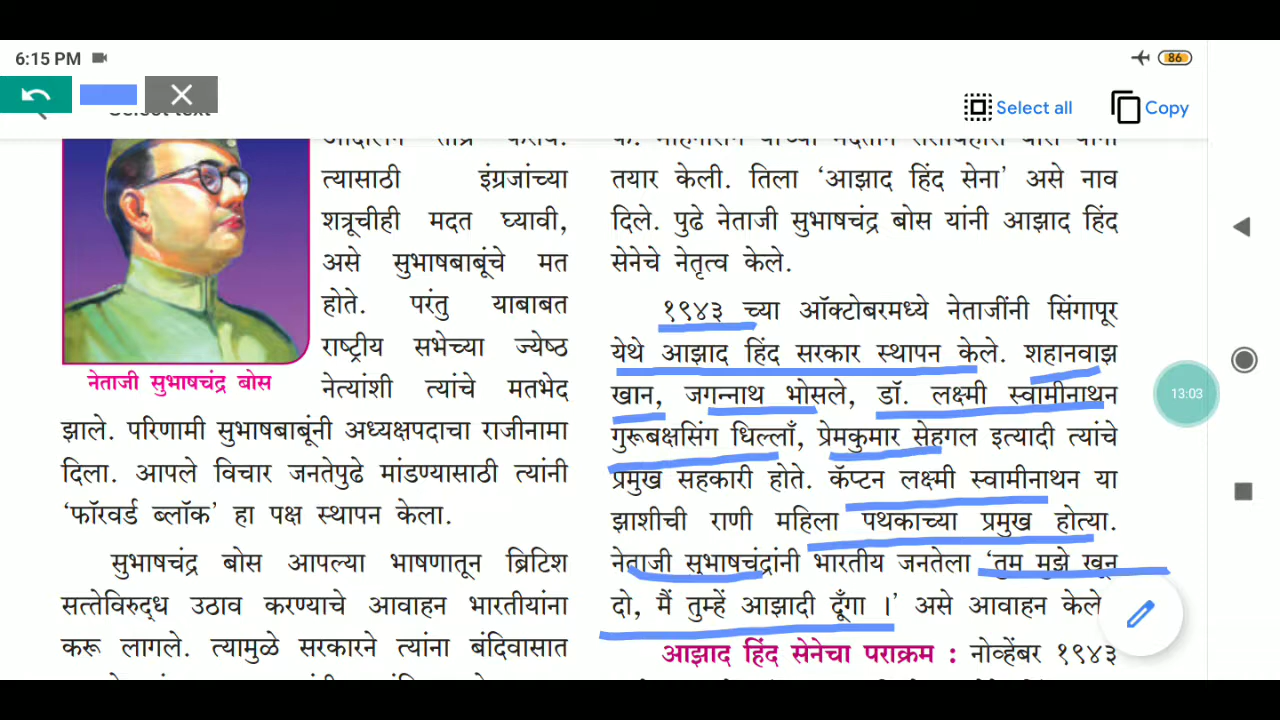 6:15 PM
86
Select text
Select all
Copy
त्यासाठी इंग्रजांच्या
शत्रूचीही मदत घ्यावी,
असे सुभाषबाबूंचे मत
होते. परंतु याबाबत
राष्ट्रीय सभेच्या ज्येष्ठ
नेत्यांशी त्यांचे मतभेद
नेताजी सुभाषचंद्र बोस
झाले. परिणामी सुभाषबाबूंनी अध्यक्षपदाचा राजीनामा
दिला. आपले विचार जनतेपुढे मांडण्यासाठी त्यांनी
‘फॉरवर्ड ब्लॉक’ हा पक्ष स्थापन केला.
सुभाषचंद्र बोस आपल्या भाषणातून ब्रिटिश
सत्तेविरुद्ध उठाव करण्याचे आवाहन भारतीयांना
करू लागले. त्यामुळे सरकारने त्यांना बंदिवासात
तयार केली. तिला ‘आझाद हिंद सेना’ असे नाव
दिले. पुढे नेताजी सुभाषचंद्र बोस यांनी आझाद हिंद
सेनेचे नेतृत्व केले.
१९४३ च्या ऑक्टोबरमध्ये नेताजींनी सिंगापूर
येथे आझाद हिंद सरकार स्थापन केले. शहानवाझ
खान, जगन्नाथ भोसले, डॉ. लक्ष्मी स्वामीनाथन
गुरूबक्षसिंग धिल्लाँ, प्रेमकुमार सेहगल इत्यादी त्यांचे
प्रमुख सहकारी होते. कॅप्टन लक्ष्मी स्वामीनाथन या
झाशीची राणी महिला पथकाच्या प्रमुख होत्या.
नेताजी सुभाषचंद्रांनी भारतीय जनतेला ‘तुम मुझे खून
दो, मैं तुम्हें आझादी दूँगा ।’ असे आवाहन केले
आझाद हिंद सेनेचा पराक्रम : नोव्हेंबर १९४३
13:03